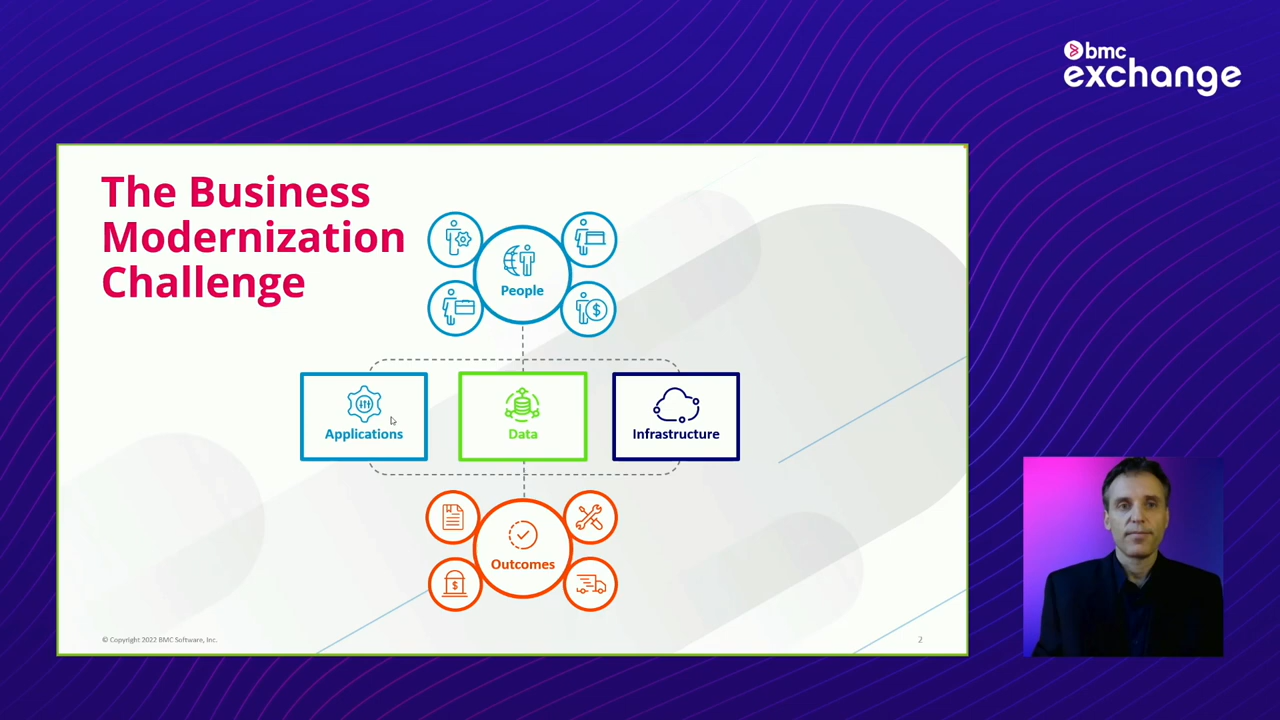 bmc
exchange
The Business
Modernization
Challenge
People
$
Applications
Data
Infrastructure
Outcomes
$
© Copyright 2022 BMC Software, Inc.
2